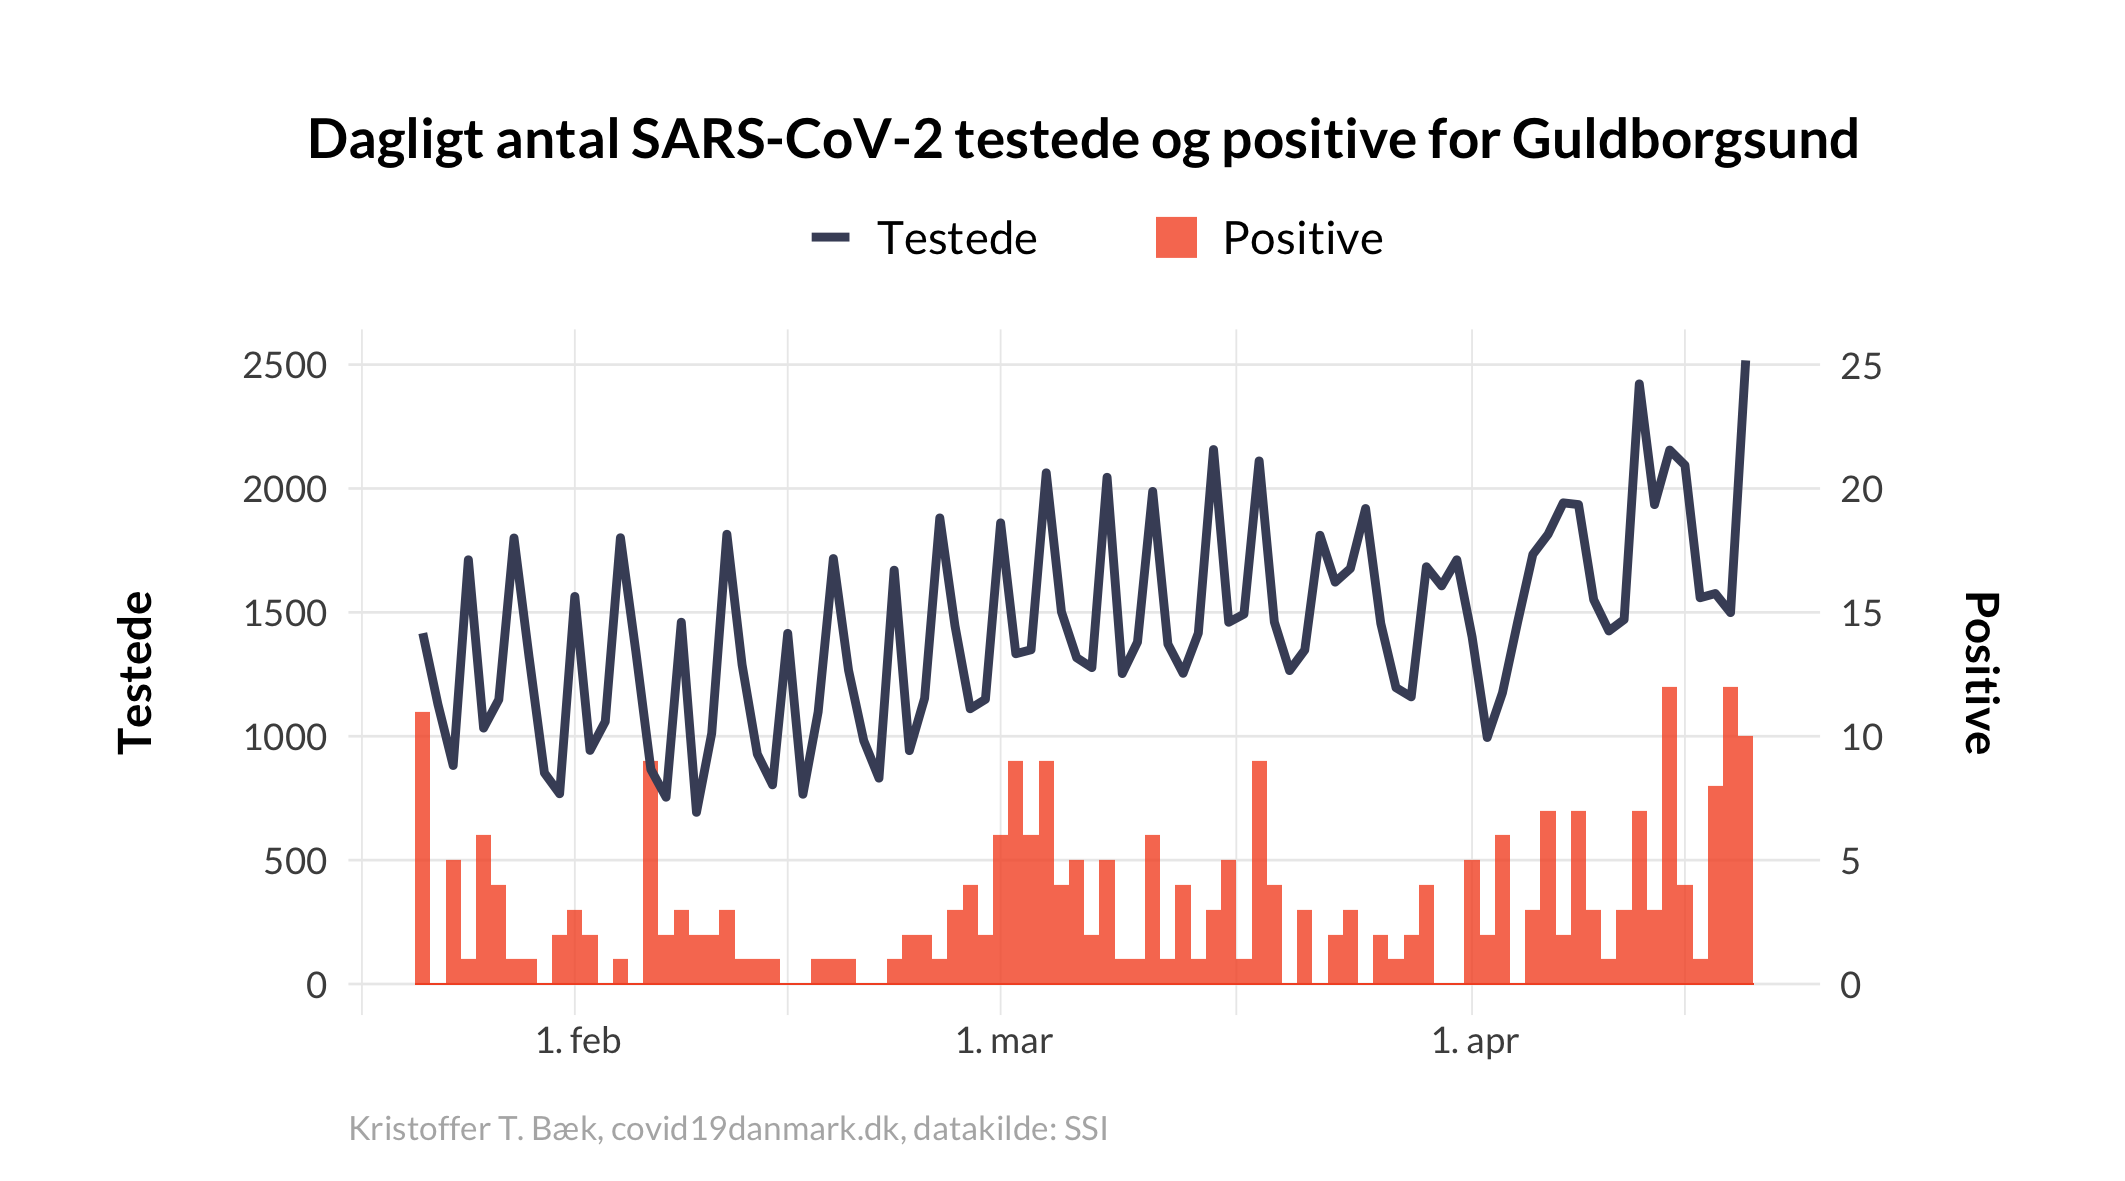 Dagligt antal SARS-CoV-2 testede og positive for Guldborgsund
Testede
Positive
2500
2000
1500
1000
500
0
Testede
25
20
15
10
5
0
Positive
1. feb
1. mar
1. apr
Kristoffer T. Bæk, covid19danmark.dk, datakilde: SSI